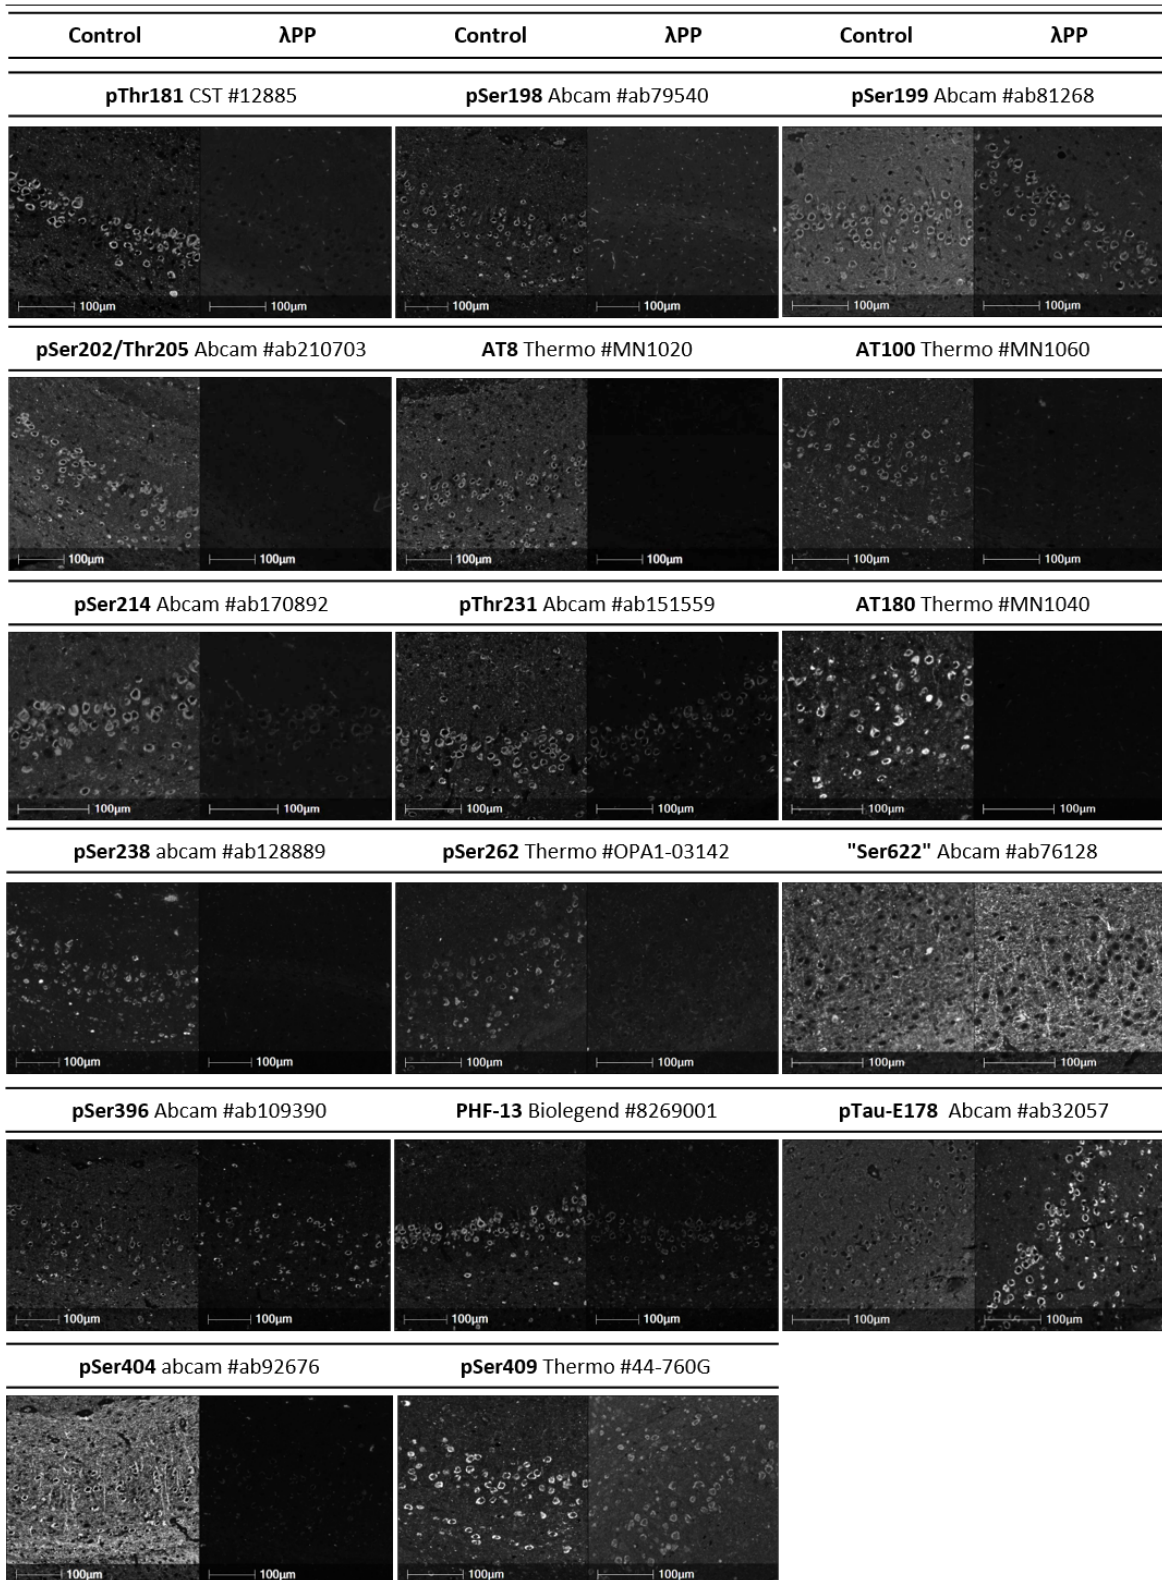 Control λPP Control λPP Control λPP
pThr181 CST #12885 pSer198 Abcam #ab79540 pSer199 Abcam #ab81268
100μm 100μm 100μm 100μm 100μm 100μm
pSer202/Thr205 Abcam #ab210703 AT8 Thermo #MN1020 AT100 Thermo #MN1060
100μm 100μm 100μm 100μm 100μm 100μm
pSer214 Abcam #ab170892 pThr231 Abcam #ab151559 AT180 Thermo #MN1040
100μm 100μm 100μm 100μm 100μm 100μm
pSer238 abcam #ab128889 pSer262 Thermo #OPA1-03142 "Ser622" Abcam #ab76128
100μm 100μm 100μm 100μm 100μm 100μm
pSer396 Abcam #ab109390 PHF-13 Biolegend #8269001 pTau-E178 Abcam #ab32057
100μm 100μm 100μm 100μm 100μm 100μm
pSer404 abcam #ab92676 pSer409 Thermo #44-760G
100μm 100μm 100μm 100μm